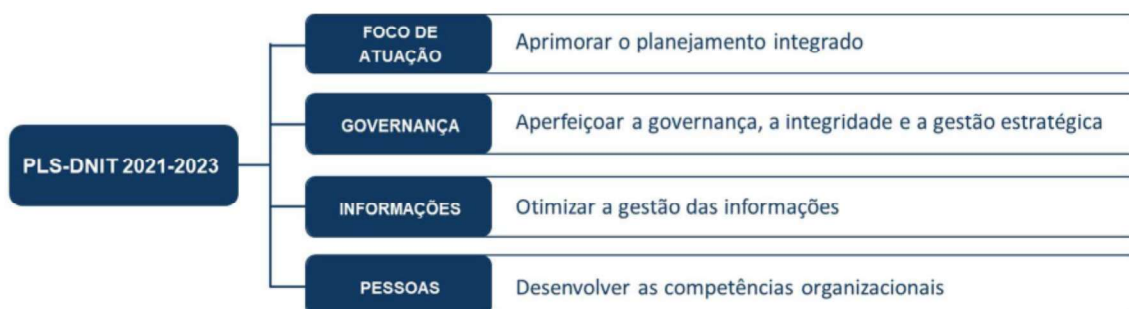 PLS-DNIT 2021-2023
FOCO DE
ATUAÇÃO
Aprimorar o planejamento integrado
GOVERNANÇA
Aperfeiçoar a governança, a integridade e a gestão estratégica
INFORMAÇÕES
Otimizar a gestão das informações
PESSOAS
Desenvolver as competências organizacionais